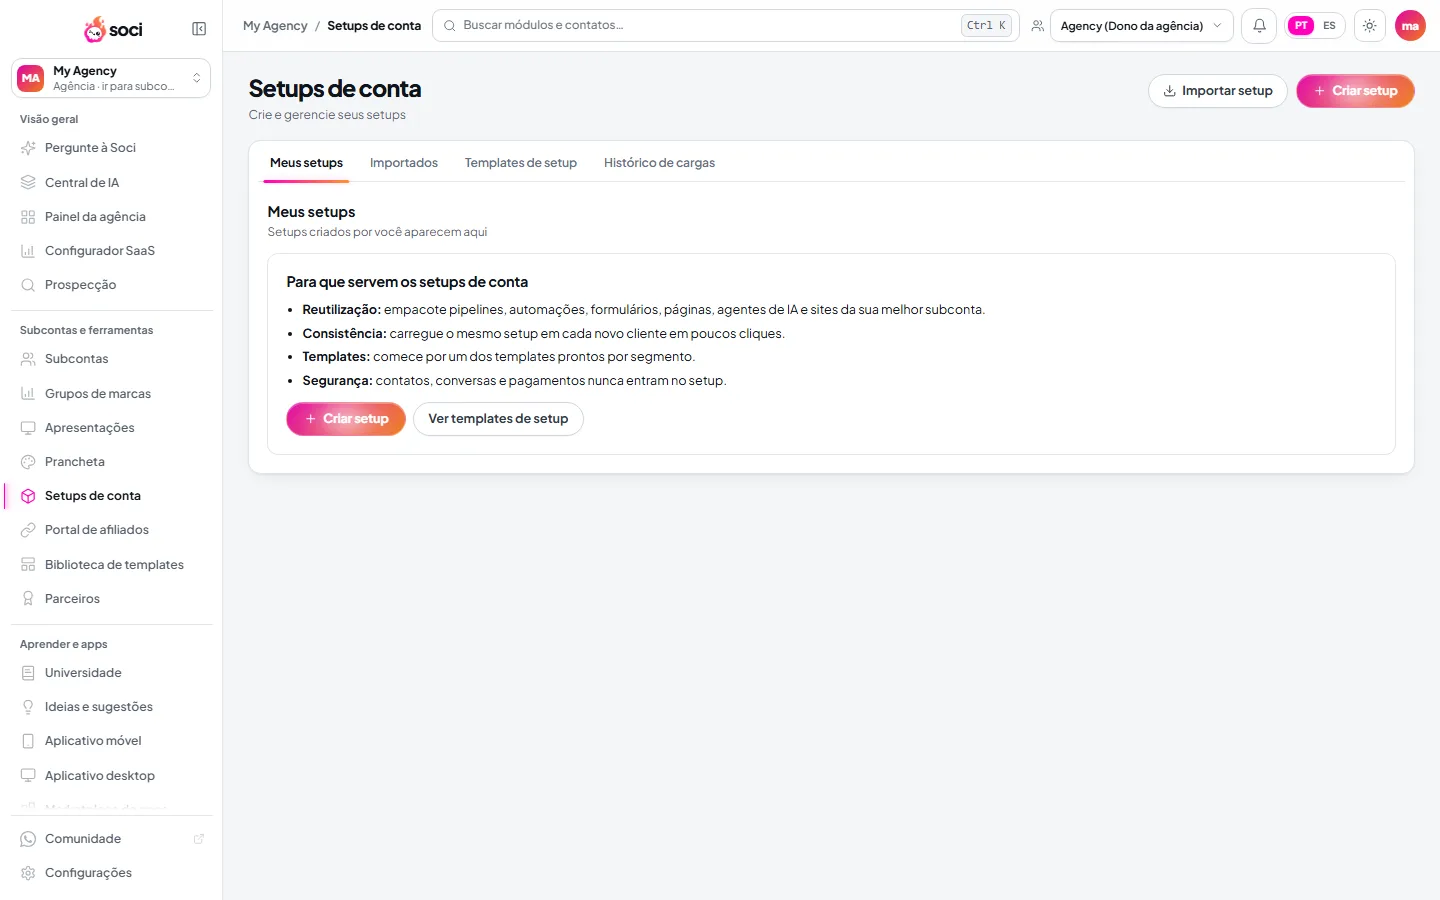 soci
My Agency / Setups de conta
Buscar módulos e contatos...
Ctrl K
Agency (Dono da agência)
PT
ES
ma
MA
My Agency
Agência · ir para subco...
Visão geral
Pergunte à Soci
Central de IA
Painel da agência
Configurador SaaS
Prospecção
Subcontas e ferramentas
Subcontas
Grupos de marcas
Apresentações
Prancheta
Setups de conta
Portal de afiliados
Biblioteca de templates
Parceiros
Aprender e apps
Universidade
Ideias e sugestões
Aplicativo móvel
Aplicativo desktop
Comunidade
Configurações
Setups de conta
Crie e gerencie seus setups
Importar setup
+ Criar setup
Meus setups
Importados
Templates de setup
Histórico de cargas
Meus setups
Setups criados por você aparecem aqui
Para que servem os setups de conta
• Reutilização: empacote pipelines, automações, formulários, páginas, agentes de IA e sites da sua melhor subconta.
• Consistência: carregue o mesmo setup em cada novo cliente em poucos cliques.
• Templates: comece por um dos templates prontos por segmento.
• Segurança: contatos, conversas e pagamentos nunca entram no setup.
+ Criar setup
Ver templates de setup